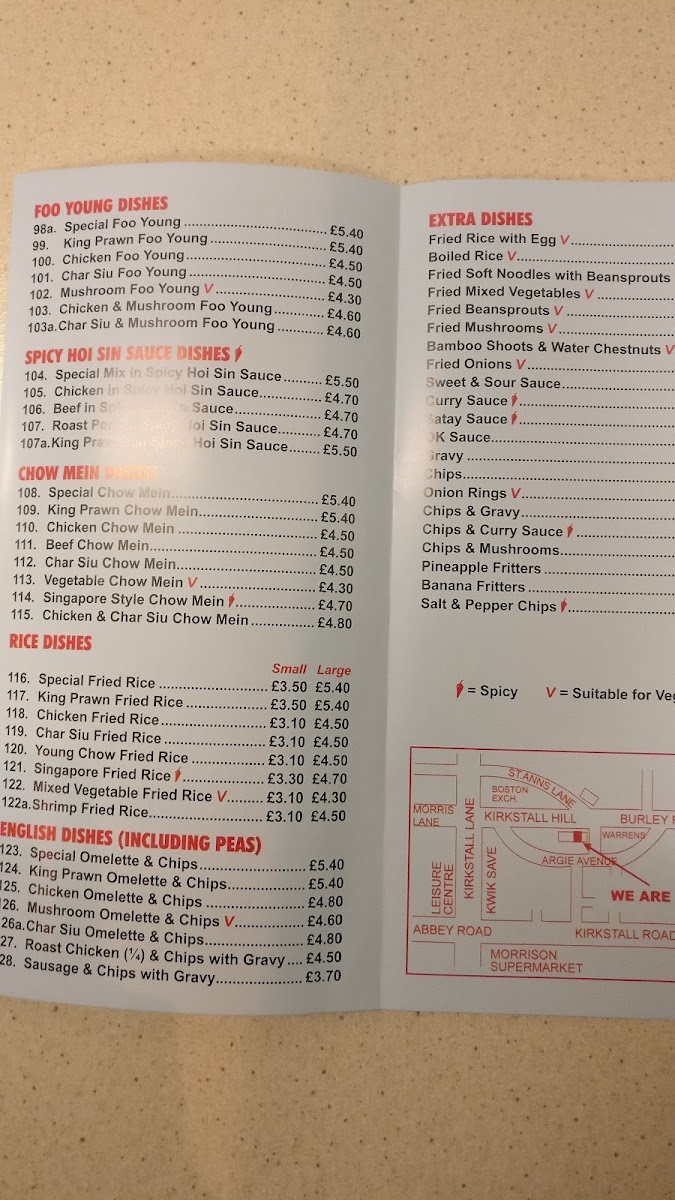 FOO YOUNG DISHES
98a. Special Foo Young ........ £5.40
99. King Prawn Foo Young ........ £5.40
100. Chicken Foo Young ........ £4.50
101. Char Siu Foo Young ........ £4.50
102. Mushroom Foo Young V ........ £4.30
103. Chicken & Mushroom Foo Young ........ £4.60
103a. Char Siu & Mushroom Foo Young ........ £4.60
SPICY HOI SIN SAUCE DISHES
104. Special Mix in Spicy Hoi Sin Sauce ........ £5.50
105. Chicken in Spicy Hoi Sin Sauce ........ £4.70
106. Beef in Sauce ........ £4.70
107. Roast Hoi Sin Sauce ........ £4.70
107a. King Hoi Sin Sauce ........ £5.50
CHOW MEIN DISHES
108. Special Chow Mein ........ £5.40
109. King Prawn Chow Mein ........ £5.40
110. Chicken Chow Mein ........ £4.50
111. Beef Chow Mein ........ £4.50
112. Char Siu Chow Mein ........ £4.50
113. Vegetable Chow Mein V ........ £4.30
114. Singapore Style Chow Mein ........ £4.70
115. Chicken & Char Siu Chow Mein ........ £4.80
RICE DISHES
Small Large
116. Special Fried Rice ........ £3.50 £5.40
117. King Prawn Fried Rice ........ £3.50 £5.40
118. Chicken Fried Rice ........ £3.10 £4.50
119. Char Siu Fried Rice ........ £3.10 £4.50
120. Young Chow Fried Rice ........ £3.10 £4.50
121. Singapore Fried Rice ........ £3.30 £4.70
122. Mixed Vegetable Fried Rice V ........ £3.10 £4.30
122a. Shrimp Fried Rice ........ £3.10 £4.50
ENGLISH DISHES (INCLUDING PEAS)
123. Special Omelette & Chips ........ £5.40
124. King Prawn Omelette & Chips ........ £5.40
125. Chicken Omelette & Chips ........ £4.80
126. Mushroom Omelette & Chips V ........ £4.60
26a. Char Siu Omelette & Chips ........ £4.80
27. Roast Chicken (¼) & Chips with Gravy .... £4.50
28. Sausage & Chips with Gravy ........ £3.70
EXTRA DISHES
Fried Rice with Egg V
Boiled Rice V
Fried Soft Noodles with Beansprouts
Fried Mixed Vegetables V
Fried Beansprouts V
Fried Mushrooms V
Bamboo Shoots & Water Chestnuts V
Fried Onions V
Sweet & Sour Sauce
Curry Sauce
Satay Sauce
OK Sauce
Gravy
Chips
Onion Rings V
Chips & Gravy
Chips & Curry Sauce
Chips & Mushrooms
Pineapple Fritters
Banana Fritters
Salt & Pepper Chips
= Spicy V = Suitable for Veg
ST. ANNS LANE
BOSTON
EXCH.
MORRIS
LANE
KIRKSTALL LANE
KIRKSTALL HILL
BURLEY
WARRENS
ARGIE AVENUE
LEISURE
CENTRE
KWIK SAVE
WE ARE
ABBEY ROAD
KIRKSTALL ROAD
MORRISON
SUPERMARKET